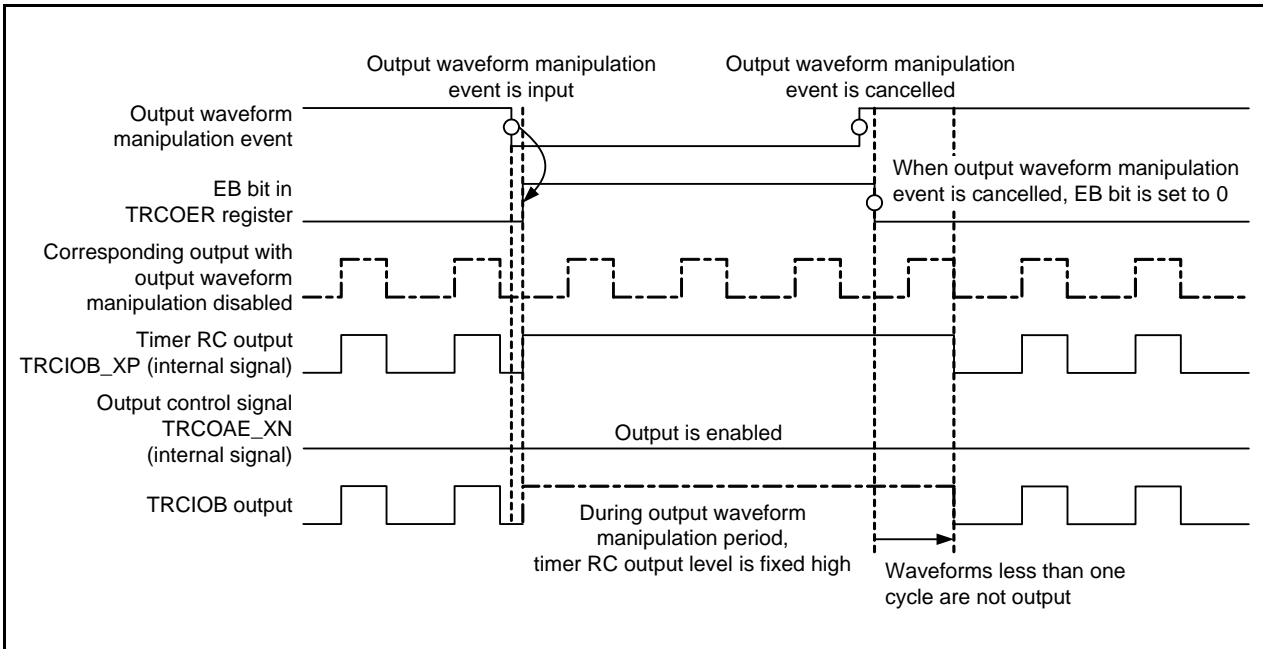 Output waveform manipulation
event is input
Output waveform manipulation
event is cancelled
Output waveform
manipulation event
When output waveform manipulation
event is cancelled, EB bit is set to 0
EB bit in
TRCOER register
Corresponding output with
output waveform
manipulation disabled
Timer RC output
TRCIOB_XP (internal signal)
Output control signal
TRCOAE_XN
(internal signal)
Output is enabled
TRCIOB output
During output waveform
manipulation period,
timer RC output level is fixed high
Waveforms less than one
cycle are not output